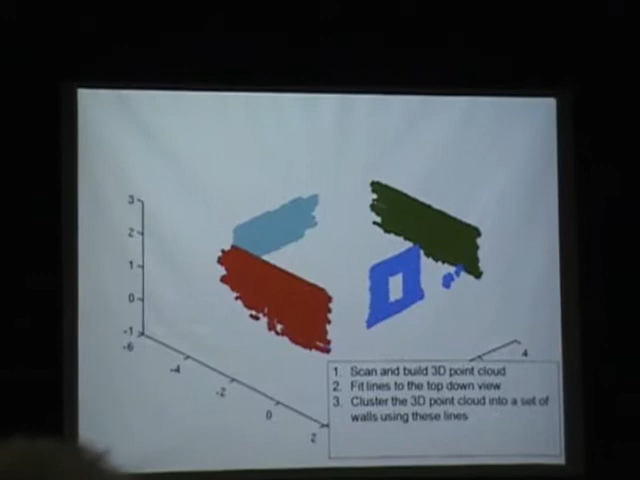 3
2
1
0
-1
-6
-4
-2
0
2
4
1. Scan and build 3D point cloud
2. Fit lines to the top down view
3. Cluster the 3D point cloud into a set of
walls using these lines